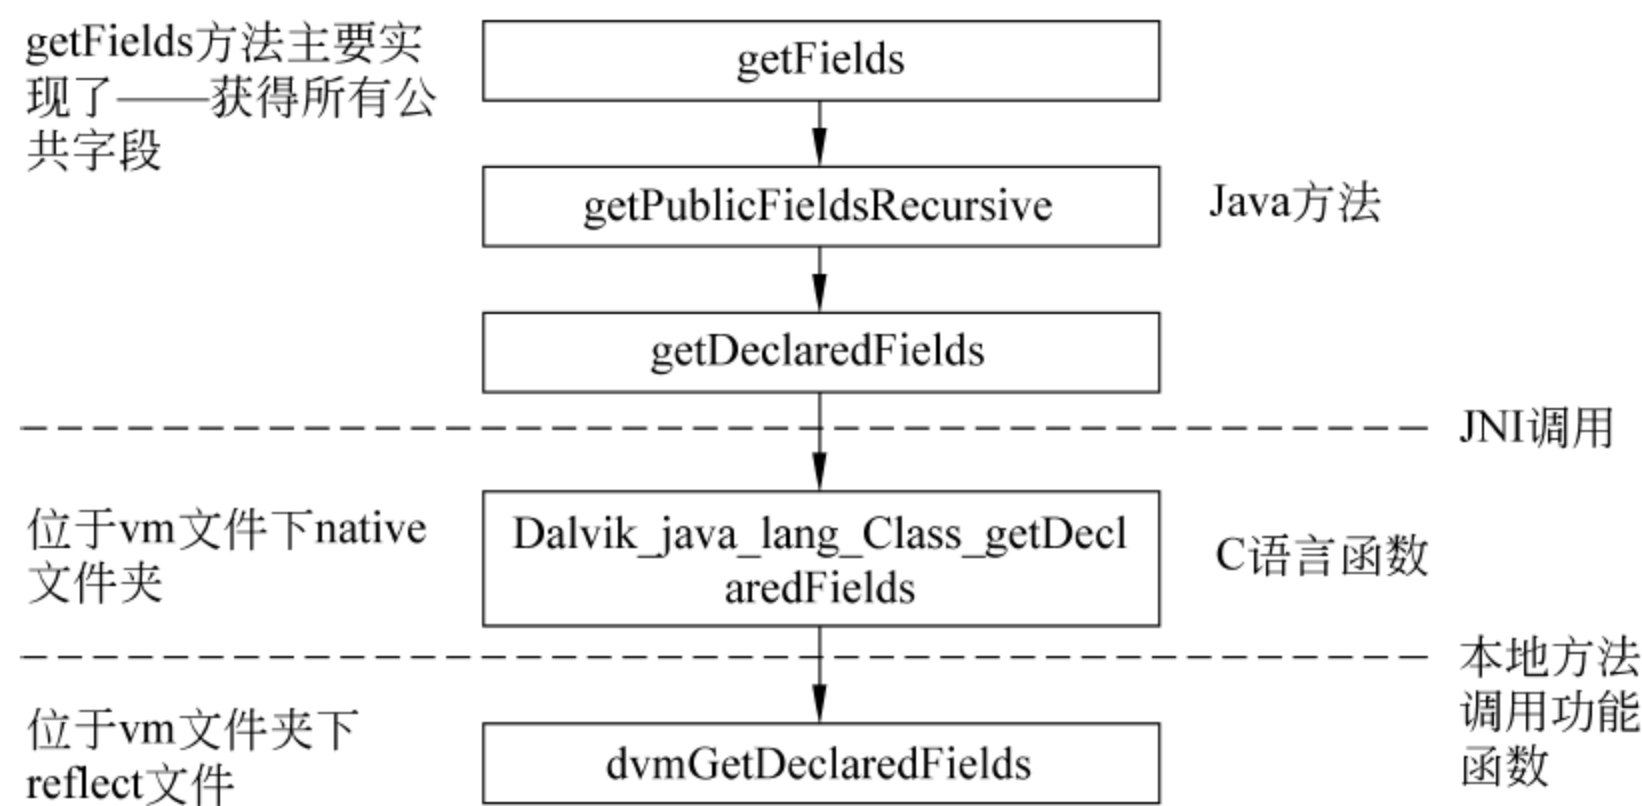 getFields方法主要实
现了——获得所有公
共字段
getFields
getPublicFieldsRecursive
Java方法
getDeclaredFields
JNI调用
位于vm文件下native
文件夹
Dalvik_java_lang_Class_getDecl
aredFields
C语言函数
本地方法
调用功能
函数
位于vm文件夹下
reflect文件
dvmGetDeclaredFields